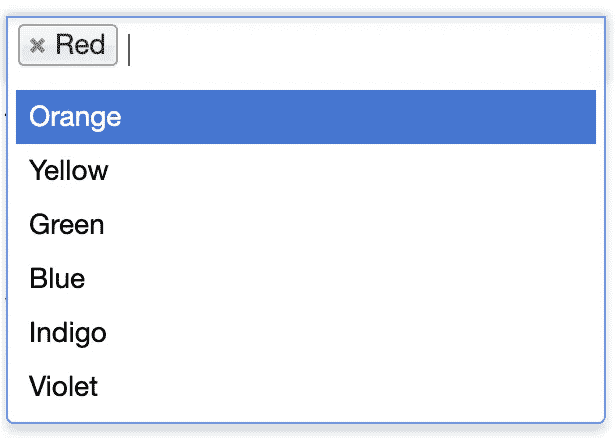 Red
Orange
Yellow
Green
Blue
Indigo
Violet